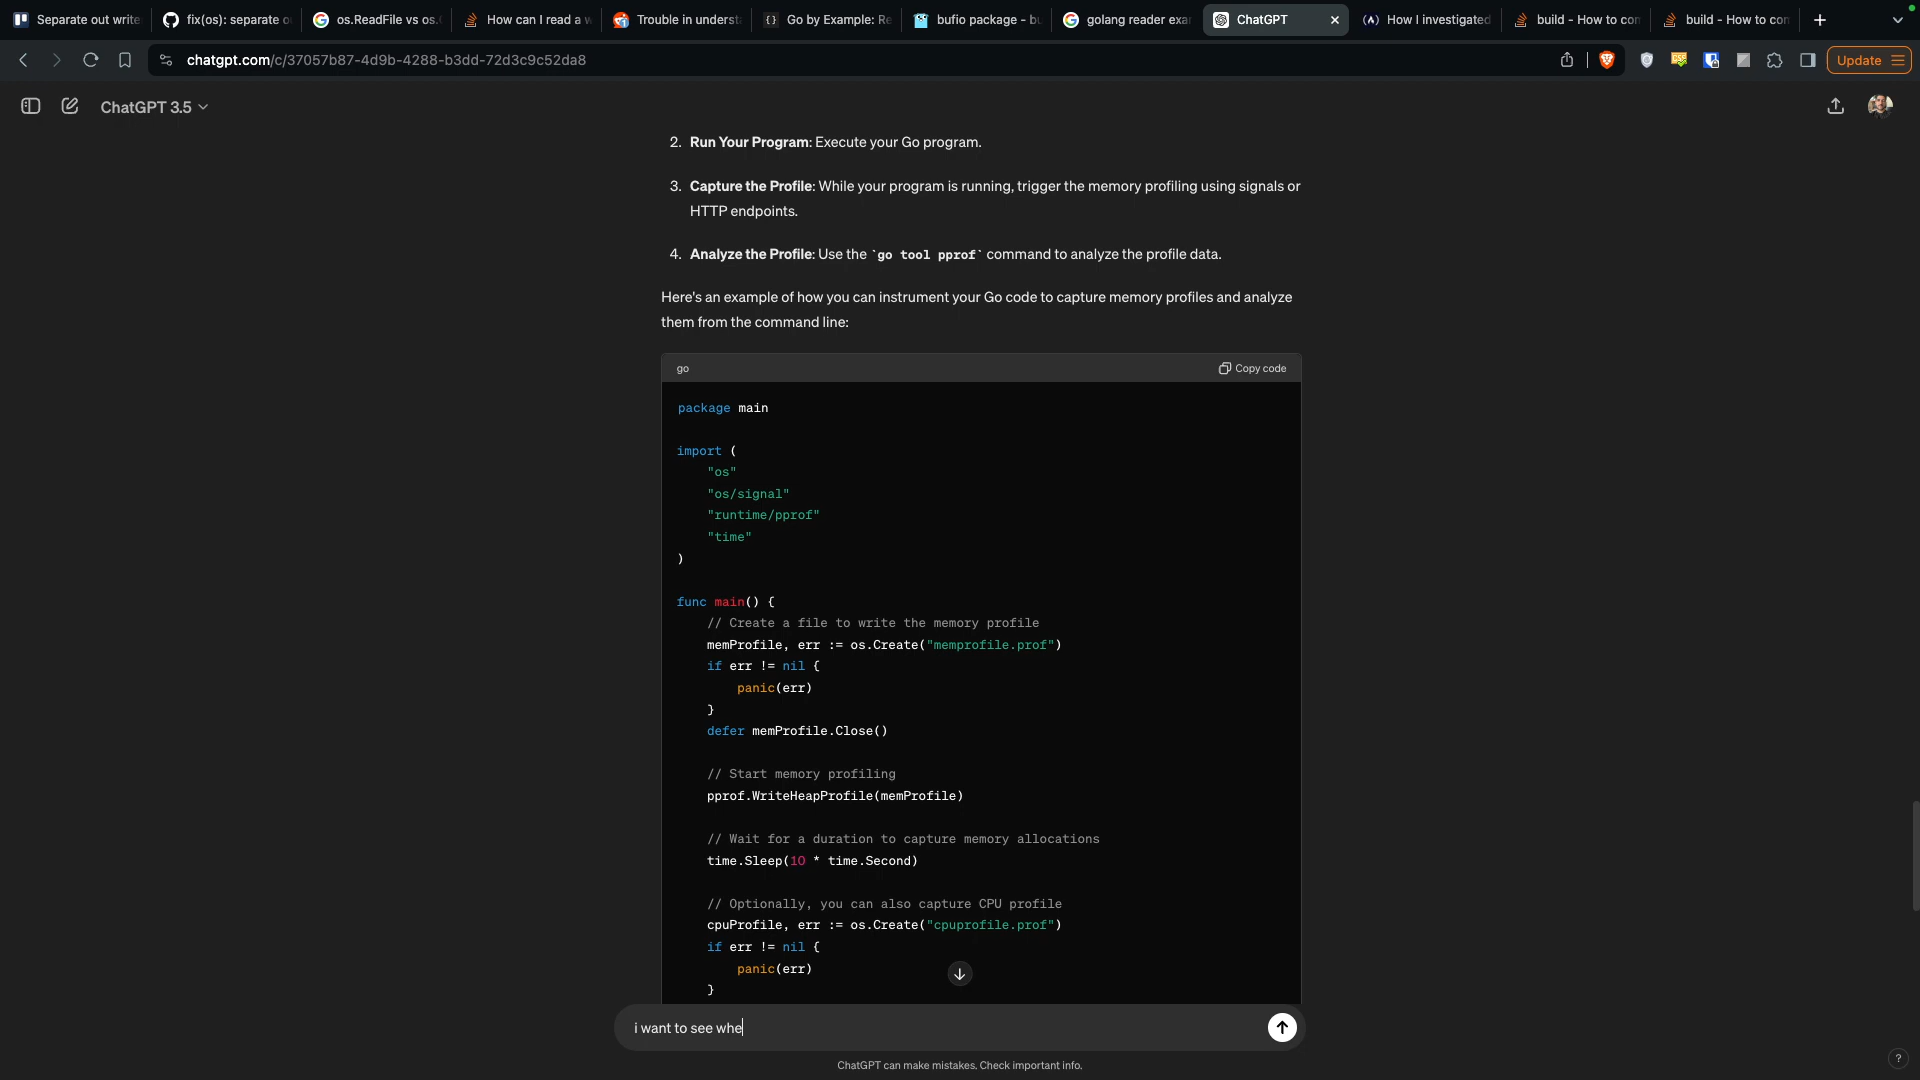 Separate out write
fix(os): separate o
os.ReadFile vs os.
How can I read a w
Trouble in underst
Go by Example: Re
bufio package - bu
golang reader exa
ChatGPT
How I investigated
build - How to con
build - How to con
chatgpt.com/c/37057b87-4d9b-4288-b3dd-72d3c9c52da8
Update
ChatGPT 3.5
2. Run Your Program: Execute your Go program.
3. Capture the Profile: While your program is running, trigger the memory profiling using signals or
HTTP endpoints.
4. Analyze the Profile: Use the `go tool pprof` command to analyze the profile data.
Here's an example of how you can instrument your Go code to capture memory profiles and analyze
them from the command line:
go
Copy code
package main
import (
"os"
"os/signal"
"runtime/pprof"
"time"
)
func main() {
// Create a file to write the memory profile
memProfile, err := os.Create("memprofile.prof")
if err != nil {
panic(err)
}
defer memProfile.Close()
// Start memory profiling
pprof.WriteHeapProfile(memProfile)
// Wait for a duration to capture memory allocations
time.Sleep(10 * time.Second)
// Optionally, you can also capture CPU profile
cpuProfile, err := os.Create("cpuprofile.prof")
if err != nil {
panic(err)
}
i want to see whe
ChatGPT can make mistakes. Check important info.
?